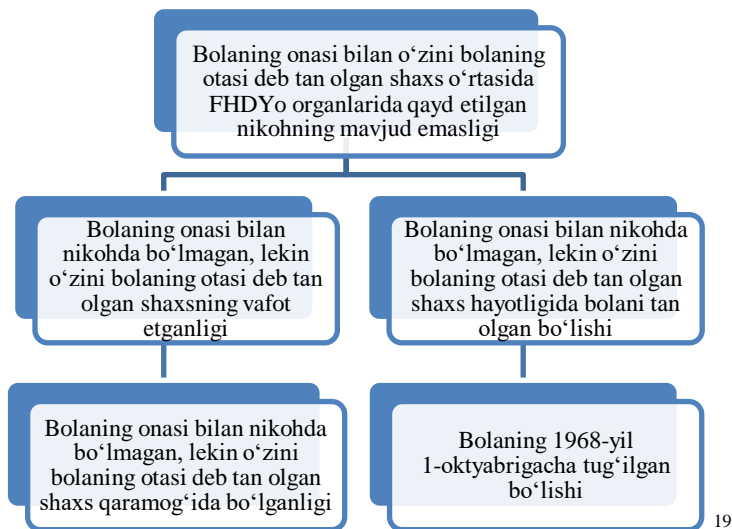 Bolaning onasi bilan o‘zini bolaning
otasi deb tan olgan shaxs o‘rtasida
FHDYo organlarida qayd etilgan
nikohning mavjud emasligi
Bolaning onasi bilan
nikohda bo‘lmagan, lekin
o‘zini bolaning otasi deb tan
olgan shaxsning vafot
etganligi
Bolaning onasi bilan nikohda
bo‘lmagan, lekin o‘zini
bolaning otasi deb tan olgan
shaxs hayotligida bolani tan
olgan bo‘lishi
Bolaning onasi bilan nikohda
bo‘lmagan, lekin o‘zini
bolaning otasi deb tan olgan
shaxs qaramog‘ida bo‘lganligi
Bolaning 1968-yil
1-oktyabrigacha tug‘ilgan
bo‘lishi
19